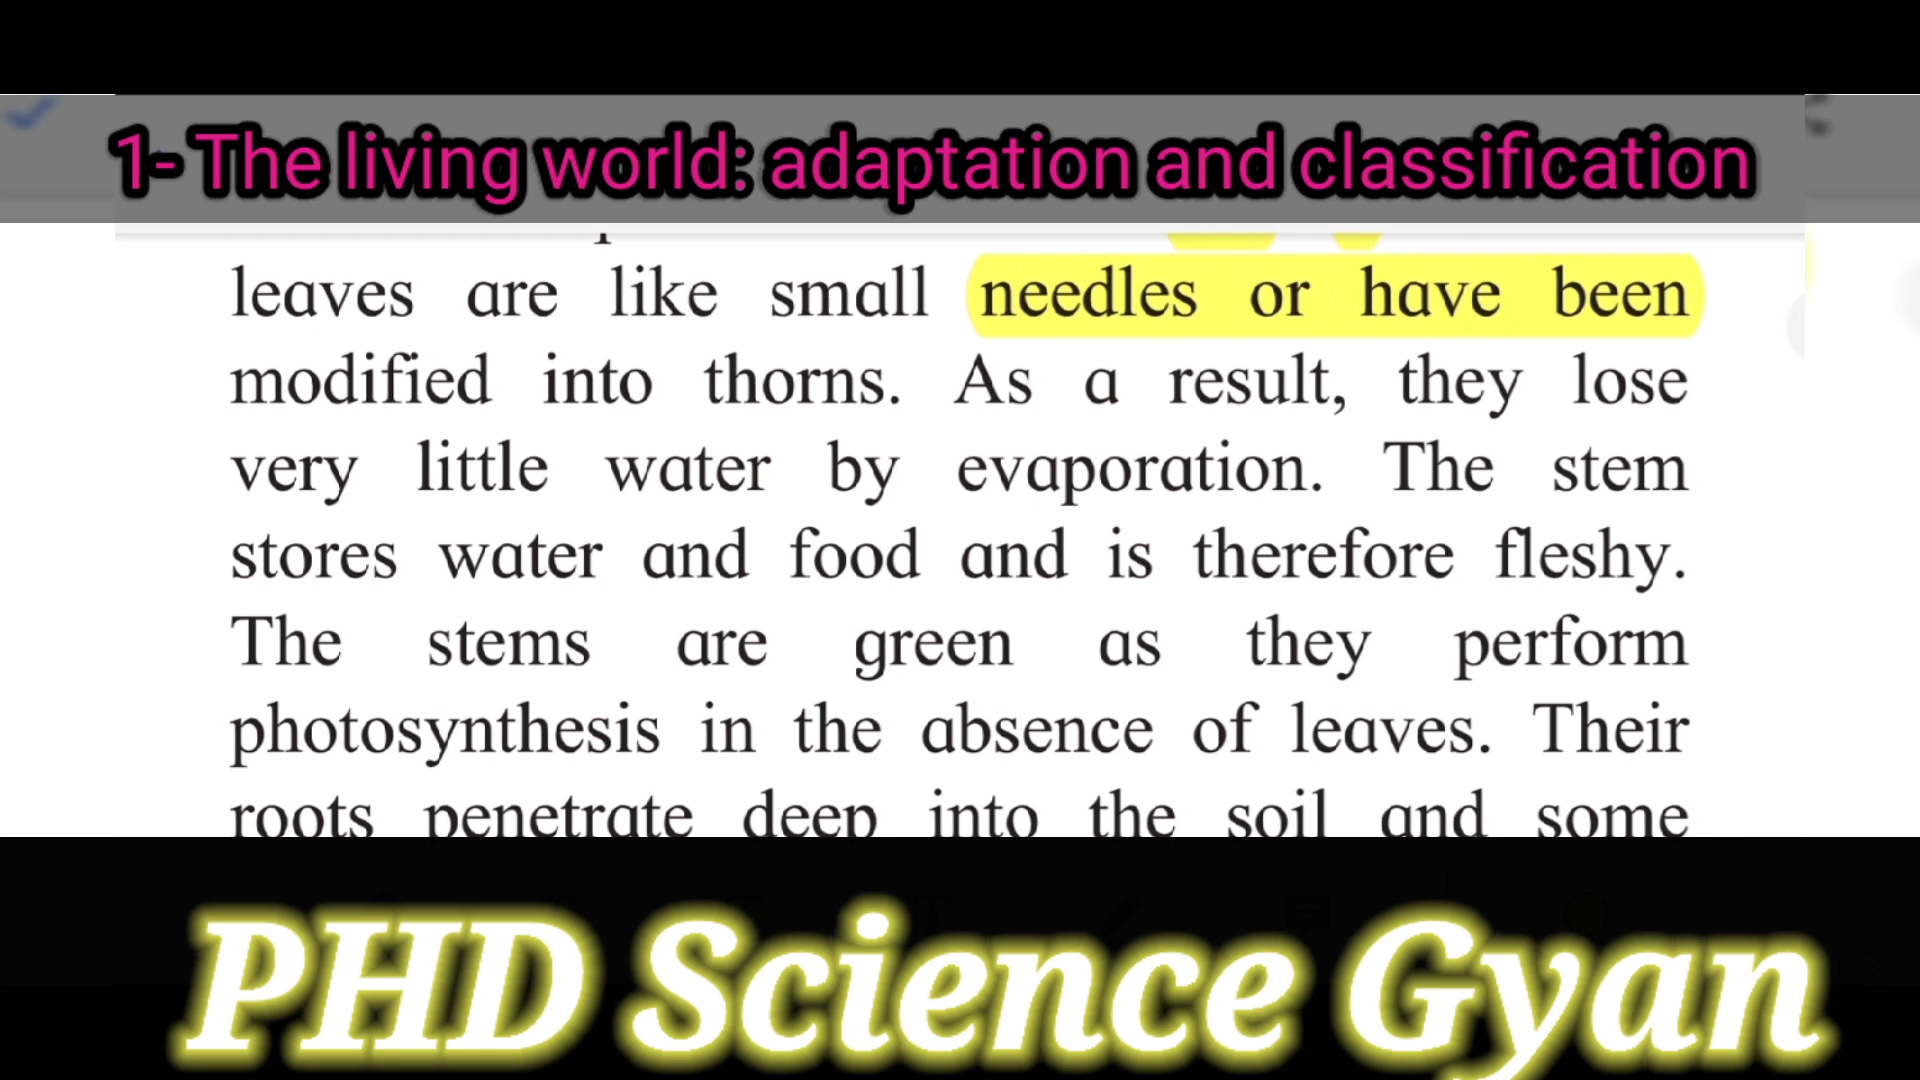 1- The living world: adaptation and classification
leaves are like small needles or have been
modified into thorns. As a result, they lose
very little water by evaporation. The stem
stores water and food and is therefore fleshy.
The stems are green as they perform
photosynthesis in the absence of leaves. Their
roots penetrate deep into the soil and some
PHD Science Gyan